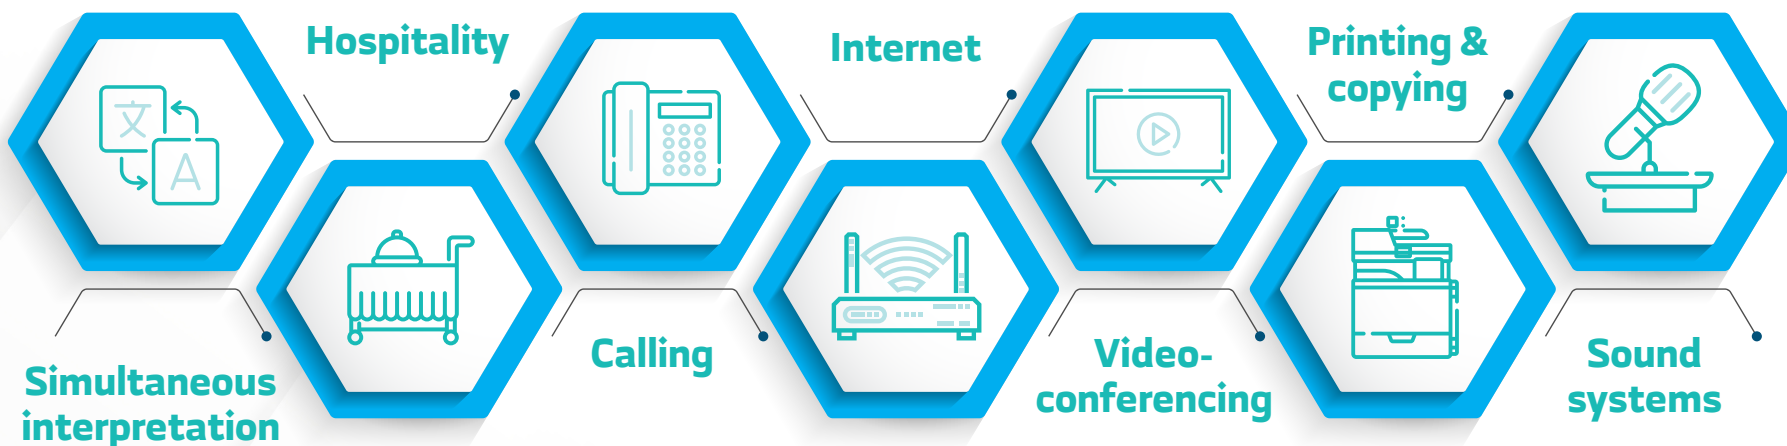 Hospitality
Internet
Printing &
copying
文
A
Calling
Video-
conferencing
Sound
systems
Simultaneous
interpretation